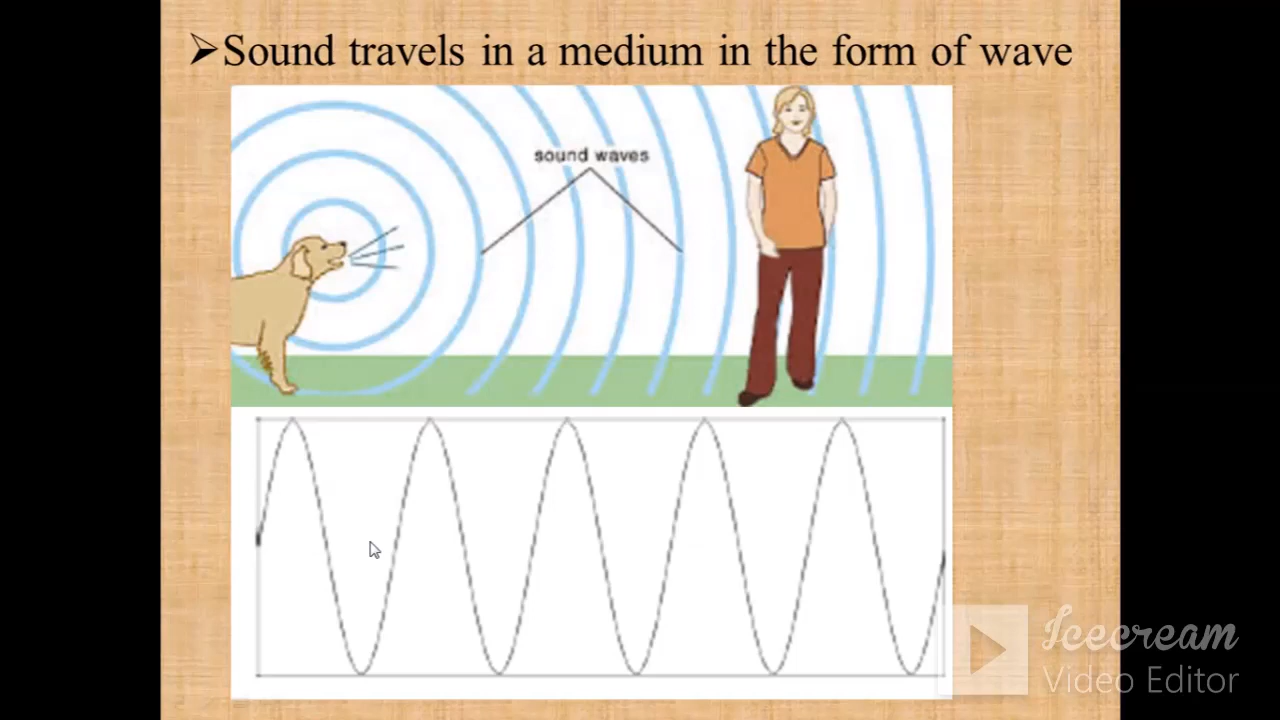 ➢Sound travels in a medium in the form of wave
sound waves
Icecream
Video Editor